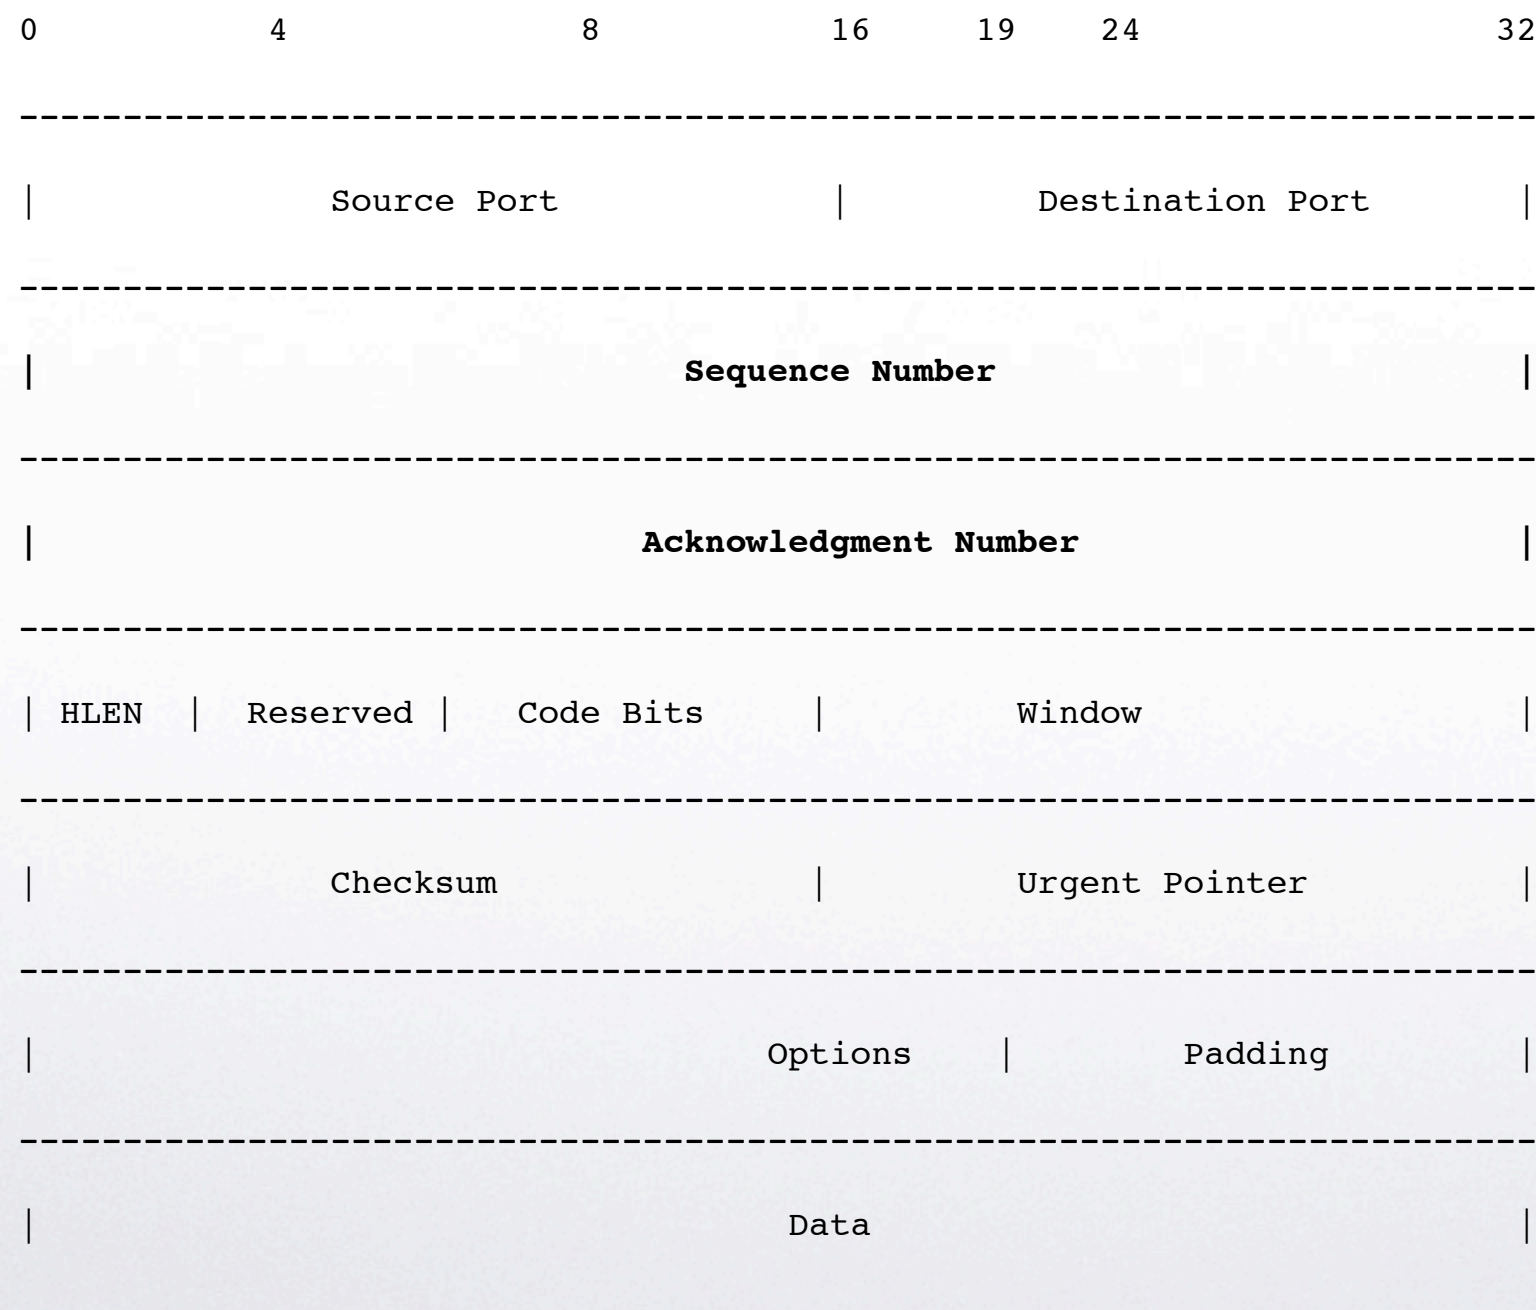 0 4 8 16 19 24 32
-------------------------------------------------------------------------
| Source Port | Destination Port |
-------------------------------------------------------------------------
| Sequence Number |
-------------------------------------------------------------------------
| Acknowledgment Number |
-------------------------------------------------------------------------
| HLEN | Reserved | Code Bits | Window |
-------------------------------------------------------------------------
| Checksum | Urgent Pointer |
-------------------------------------------------------------------------
| Options | Padding |
-------------------------------------------------------------------------
| Data |